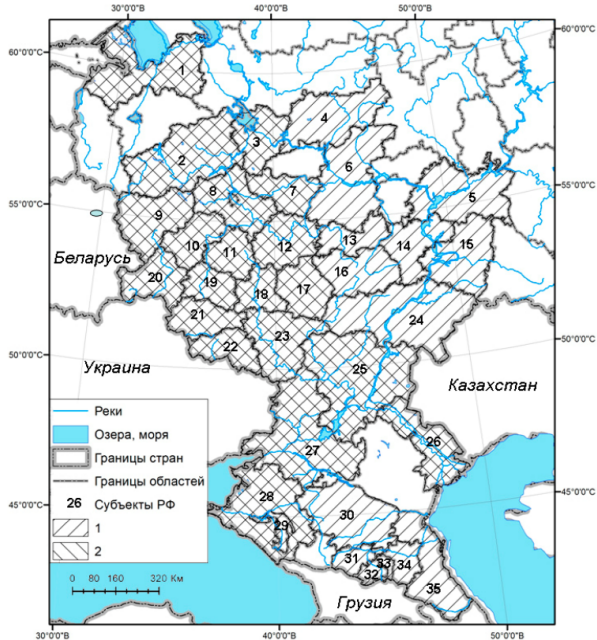 30°0'0"В 40°0'0"В 50°0'0"В
60°0'0"С 60°0'0"С
1
4
3
2 6
5
55°0'0"С 55°0'0"С
8 7
9
10 11 12 13 14 15
Беларусь
16
20 19 18 17
21 24
22 23
50°0'0"С 50°0'0"С
Украина 25 Казахстан
Реки
Озера, моря
Границы стран
Границы областей
26 Субъекты РФ
1
2
0 80 160 320 Км
26
27
45°0'0"С 45°0'0"С
28
29 30
31 33 34
32
35
Грузия
30°0'0"В 40°0'0"В 50°0'0"В